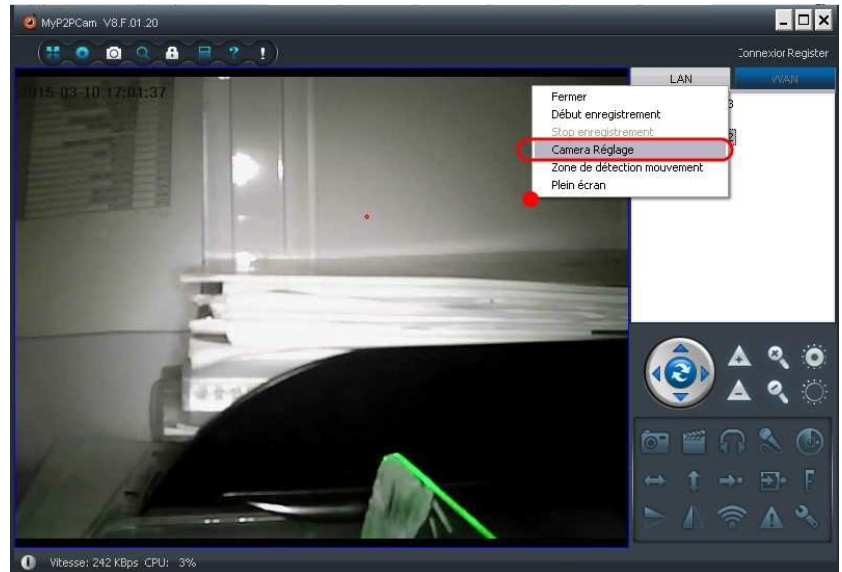 MyP2PCam V8.F.01.20
Connexion Register
LAN WAN
2015-03-10 17:01:37
Fermer
Début enregistrement
Stop enregistrement
Camera Réglage
Zone de détection mouvement
Plein écran
Vitesse: 242 KBps CPU: 3%